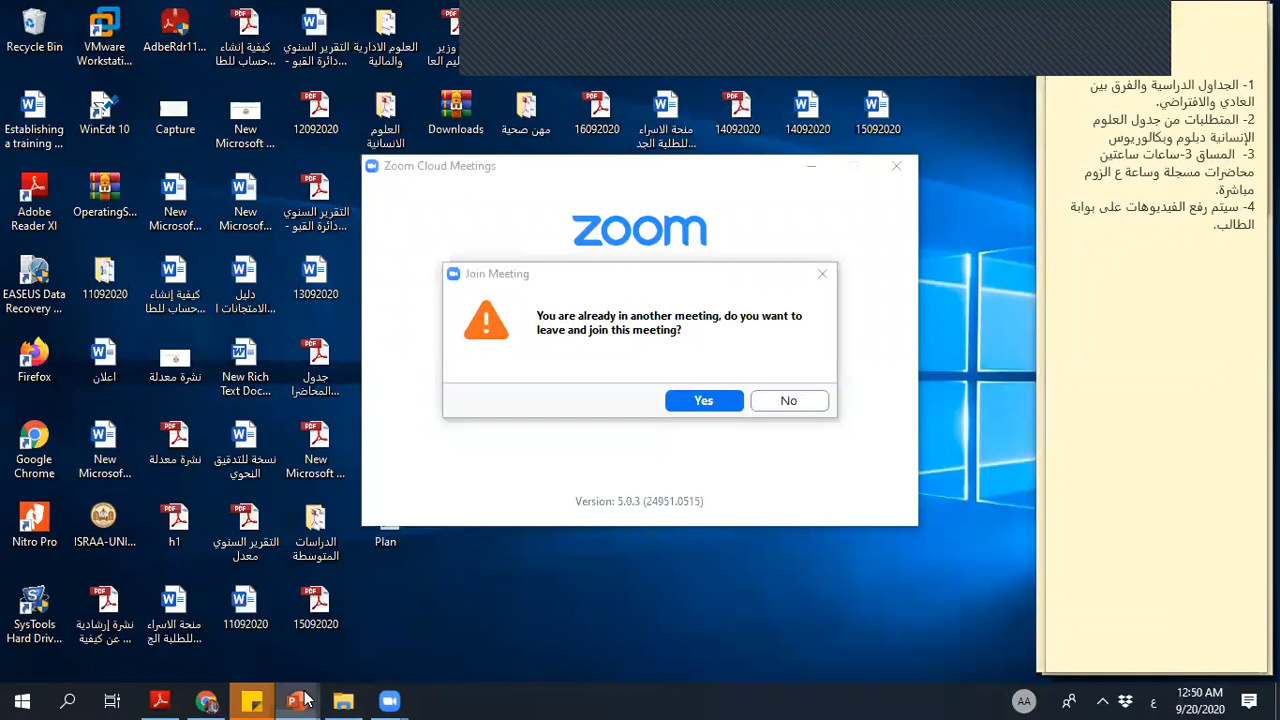 Recycle Bin
VMware
Workstati...
AdbeRdr11...
كيفية إنشاء
حساب للطا...
التقرير السنوي
دائرة القبو - ...
العلوم الادارية
والمالية
وزير
Establishing
a training ...
WinEdt 10
Capture
New
Microsoft ...
12092020
العلوم
الانسانية
Downloads
مهن صحية
16092020
منحة الاسراء
للطلبة الجد...
14092020
14092020
15092020
Adobe
Reader XI
OperatingS...
New
Microsof...
New
Microsof...
التقرير السنوي
دائرة القبو - ...
EASEUS Data
Recovery ...
11092020
كيفية إنشاء
حساب للطا...
دليل
الامتحانات ا...
13092020
Firefox
اعلان
نشرة معدلة
New Rich
Text Doc...
جدول
المحاضرا...
Google
Chrome
New
Microsof...
نشرة معدلة
نسخة للتدقيق
النحوي
New
Microsoft ...
Nitro Pro
ISRAA-UNI...
h1
التقرير السنوي
معدل
الدراسات
المتوسطة
Plan
SysTools
Hard Driv...
نشرة إرشادية
عن كيفية ...
منحة الاسراء
للطلبة الج...
11092020
15092020
Zoom Cloud Meetings
zoom
Join Meeting
You are already in another meeting, do you want to
leave and join this meeting?
Yes
No
Version: 5.0.3 (24951.0515)
1- الجداول الدراسية والفرق بين
العادي والافتراضي.
2- المتطلبات من جدول العلوم
الإنسانية دبلوم وبكالوريوس
3- المساق 3-ساعات ساعتين
محاضرات مسجلة وساعة ع الزوم
مباشرة.
4- سيتم رفع الفيديوهات على بوابة
الطالب.
AA
ع
12:50 AM
9/20/2020